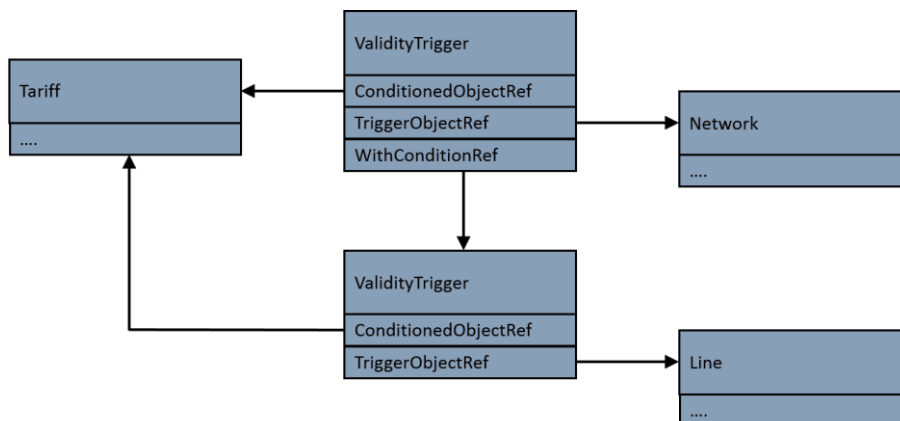 ValidityTrigger
ConditionedObjectRef
TriggerObjectRef
WithConditionRef
Tariff
....
Network
....
ValidityTrigger
ConditionedObjectRef
TriggerObjectRef
Line
....